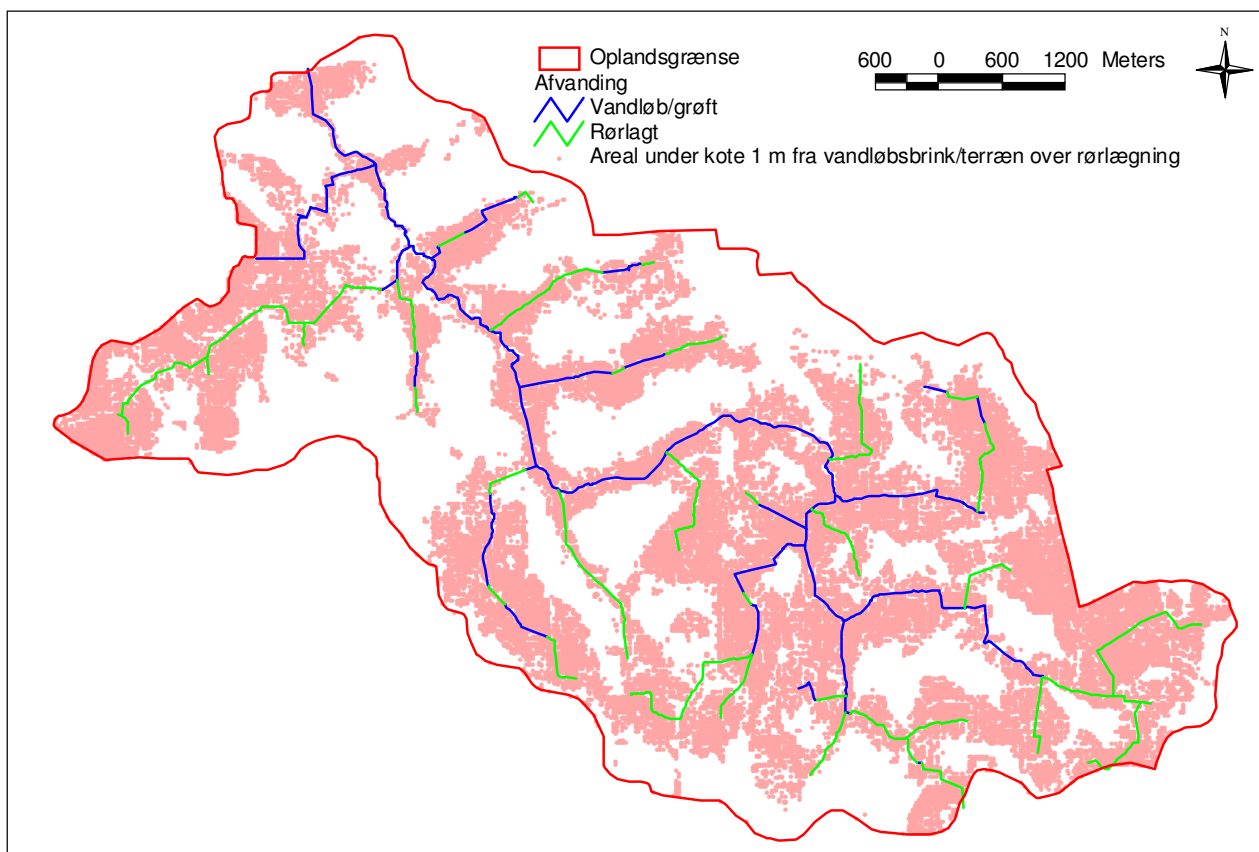 N
Oplandsgrænse
600 0 600 1200 Meters
Afvanding
Vandløb/grøft
Rørlagt
Areal under kote 1 m fra vandløbsbrink/terræn over rørlægning